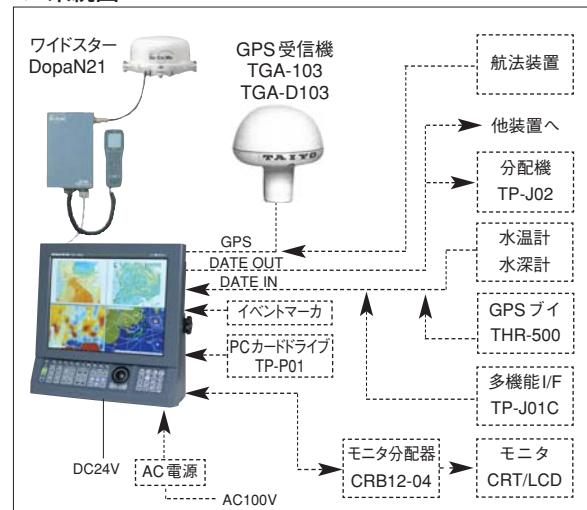 ワイドスター
DopaN21
GPS受信機
TGA-103
TGA-D103
TAIYO
航法装置
他装置へ
分配機
TP-J02
水温計
水深計
GPSブイ
THR-500
多機能I/F
TP-J01C
GPS
DATE OUT
DATE IN
イベントマーカ
PCカードドライブ
TP-P01
DC24V
AC電源
AC100V
モニタ分配器
CRB12-04
モニタ
CRT/LCD